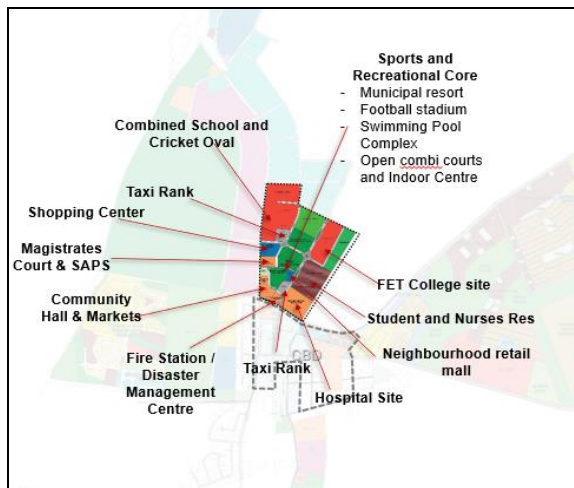 Sports and
Recreational Core
- Municipal resort
- Football stadium
- Swimming Pool
Complex
- Open combi courts
and Indoor Centre
Combined School and
Cricket Oval
Taxi Rank
Shopping Center
Magistrates
Court & SAPS
Community
Hall & Markets
Fire Station /
Disaster
Management
Centre
Taxi Rank
Hospital Site
Neighbourhood retail
mall
Student and Nurses Res
FET College site
CBD